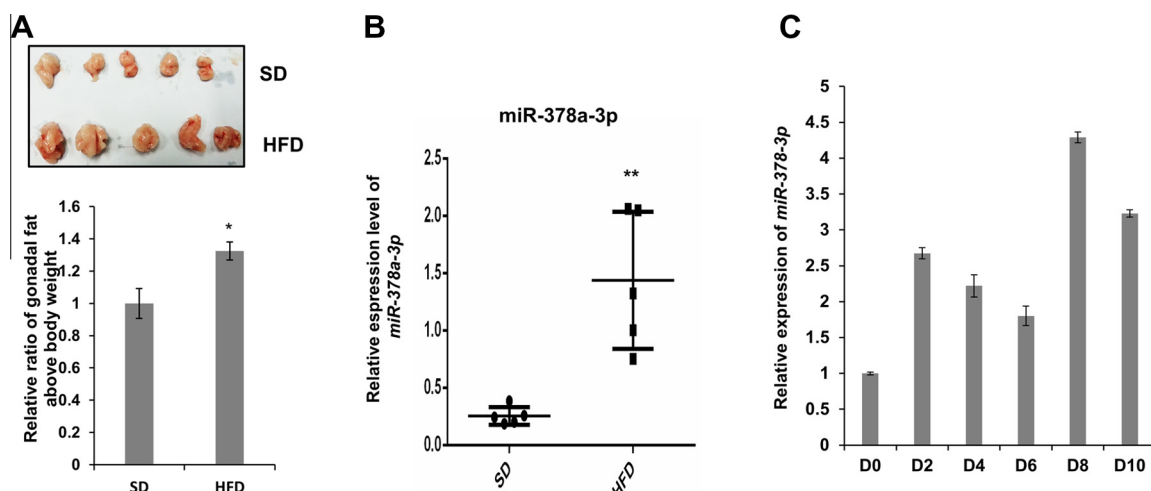 A
SD
HFD
Relative ratio of gonadal fat
above body weight
1.6
1.4
1.2
1
0.8
0.6
0.4
0.2
0
*
SD
HFD
B
miR-378a-3p
Relative espression level of
miR-378a-3p
2.5
2.0
1.5
1.0
0.5
0.0
**
SD
HFD
C
Relative expression of miR-378-3p
5
4.5
4
3.5
3
2.5
2
1.5
1
0.5
0
D0 D2 D4 D6 D8 D10